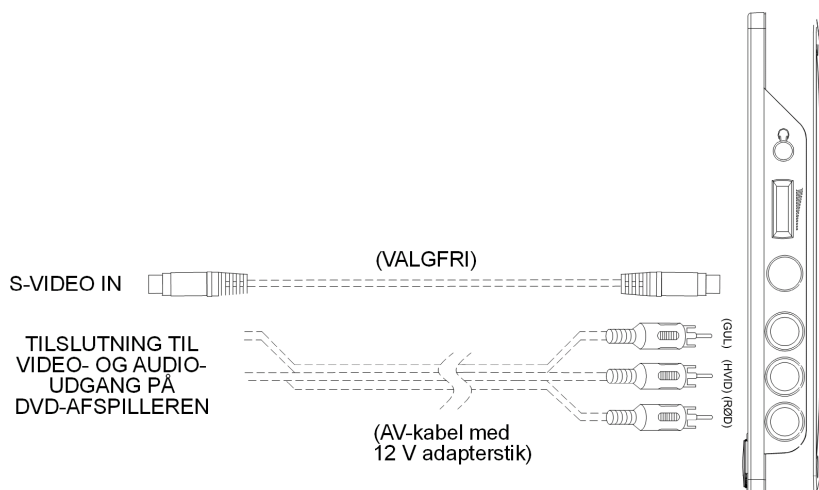 (VALGFRI)
S-VIDEO IN
TILSLUTNING TIL
VIDEO- OG AUDIO-
UDGANG PÅ
DVD-AFSPILLEREN
(AV-kabel med
12 V adapterstik)
(GUL)
(HVID)
(RØD)